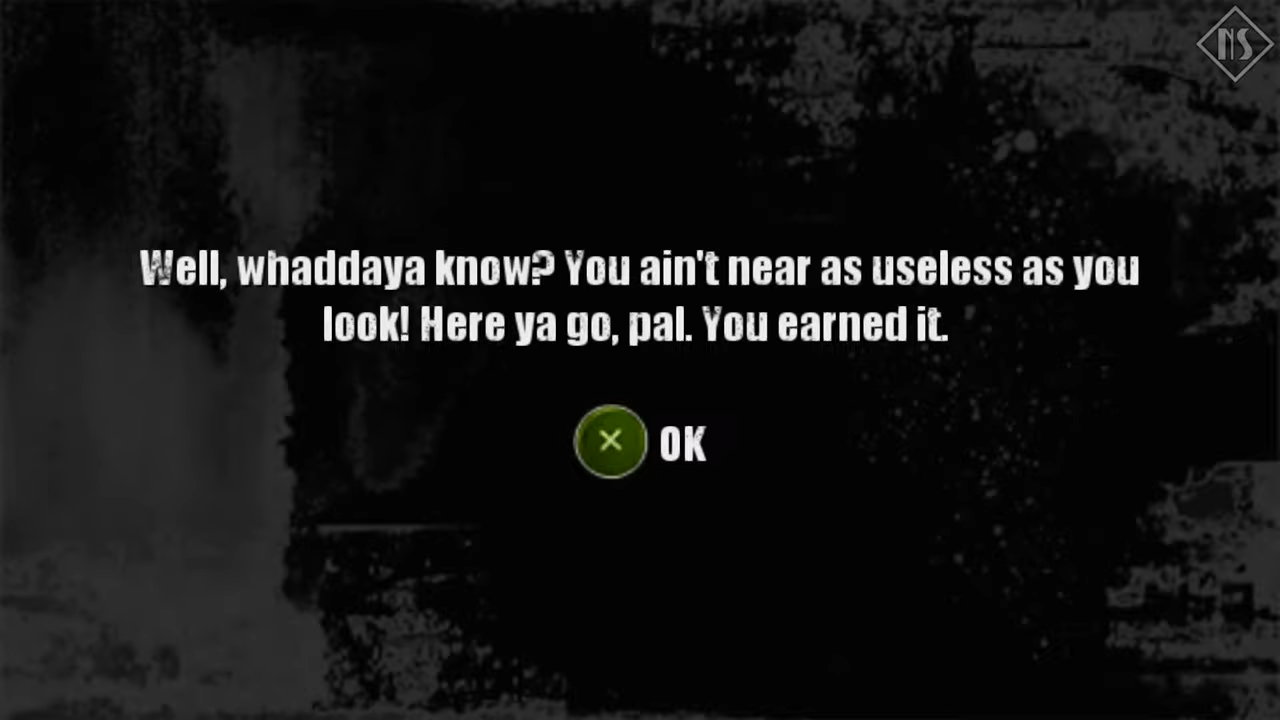 NS
Well, whaddaya know? You ain't near as useless as you
look! Here ya go, pal. You earned it.
OK